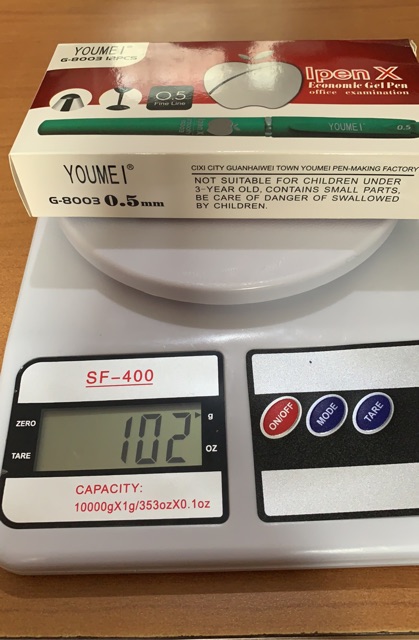 YOUMEI®
G-8003 12PCS
0.5
Fine Line
Ipen X
Economic Gel Pen
office examination
YOUMEI
0.5
YOUMEI®
G-8003 0.5mm
CIXI CITY GUANHAIWEI TOWN YOUMEI PEN-MAKING FACTORY
NOT SUITABLE FOR CHILDREN UNDER
3-YEAR OLD, CONTAINS SMALL PARTS,
BE CARE OF DANGER OF SWALLOWED
BY CHILDREN.
SF-400
ZERO
TARE
102
g
OZ
CAPACITY:
10000gX1g/353ozX0.1oz
ON/OFF
MODE
TARE